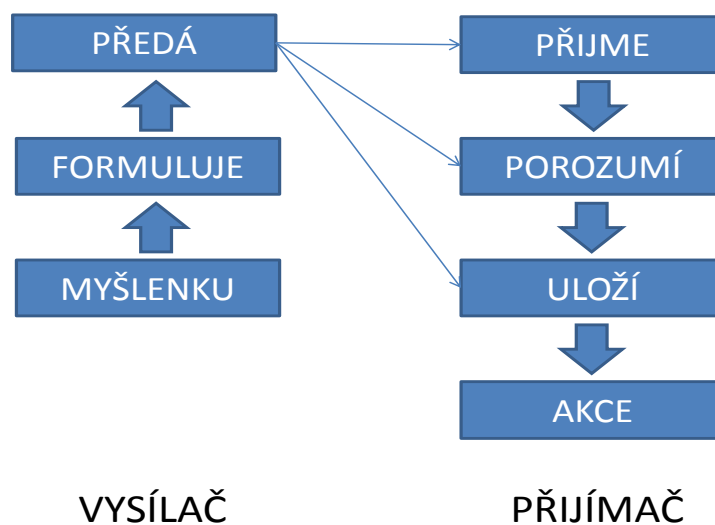 PŘEDÁ
FORMULUJE
MYŠLENKU
VYSÍLAČ
PŘIJME
POROZUMÍ
ULOŽÍ
AKCE
PŘIJÍMAČ